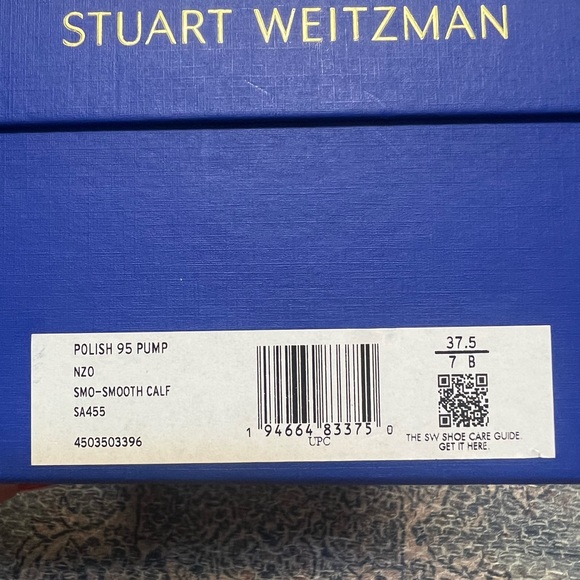 STUART WEITZMAN
POLISH 95 PUMP
NZO
SMO-SMOOTH CALF
SA455
4503503396
1 94664 83375 0
UPC
37.5
7 B
THE SW SHOE CARE GUIDE.
GET IT HERE.